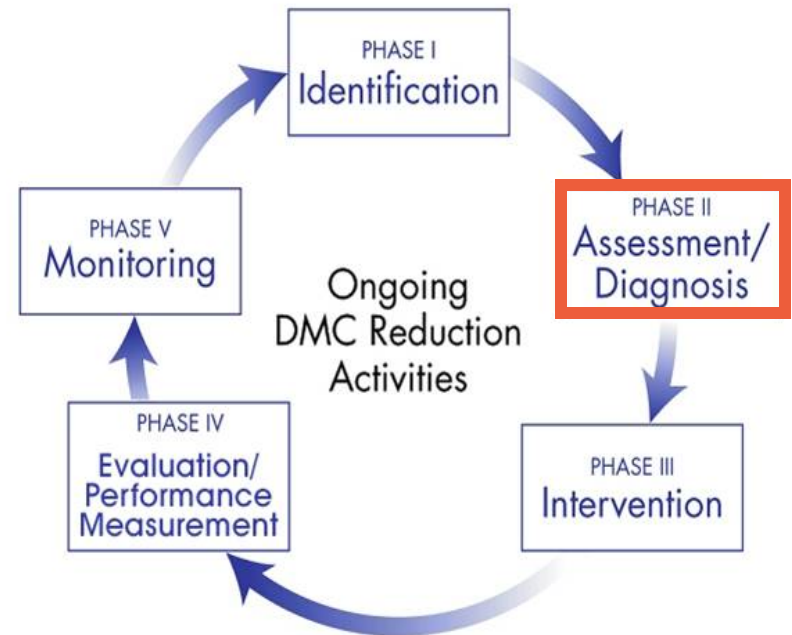 PHASE I
Identification
PHASE II
Assessment/
Diagnosis
PHASE III
Intervention
PHASE IV
Evaluation/
Performance
Measurement
PHASE V
Monitoring
Ongoing
DMC Reduction
Activities